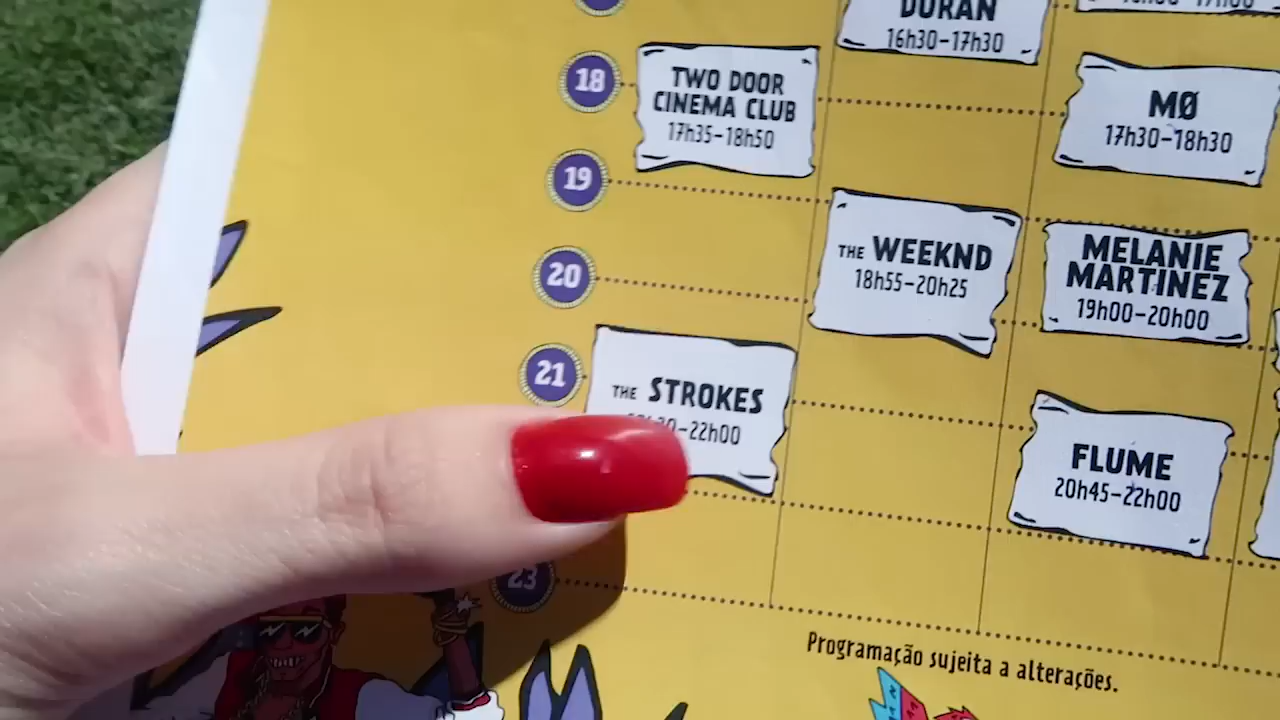 DURAN
16h30-17h30
18
TWO DOOR
CINEMA CLUB
17h35-18h50
MØ
17h30-18h30
19
THE WEEKND
18h55-20h25
MELANIE
MARTINEZ
19h00-20h00
20
21
THE STROKES
-22h00
FLUME
20h45-22h00
23
Programação sujeita a alterações.